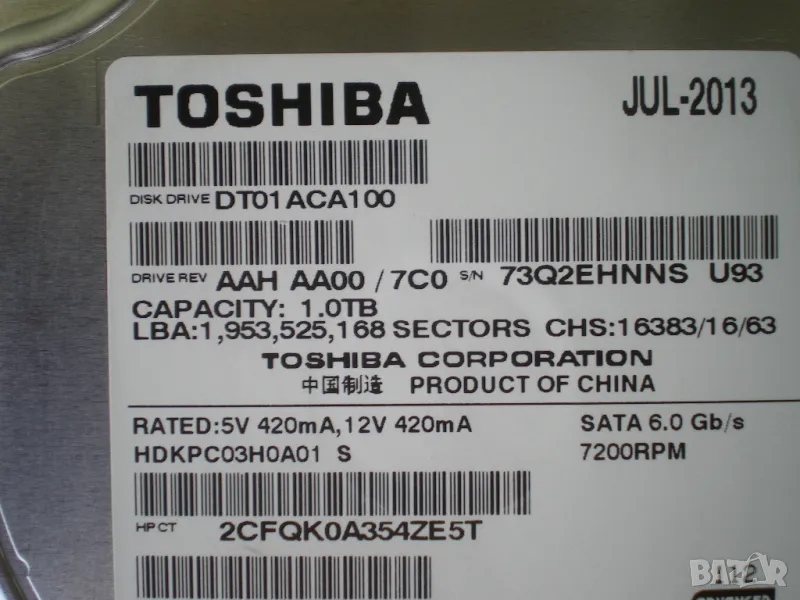 TOSHIBA
JUL-2013
DISK DRIVE DT01ACA100
DRIVE REV AAH AA00 / 7C0 S/N 73Q2EHNNS U93
CAPACITY: 1.0TB
LBA:1,953,525,168 SECTORS CHS:16383/16/63
TOSHIBA CORPORATION
中国制造 PRODUCT OF CHINA
RATED:5V 420mA,12V 420mA SATA 6.0 Gb/s
HDKPC03H0A01 S 7200RPM
HP CT 2CFQK0A354ZE5T
BAZAR